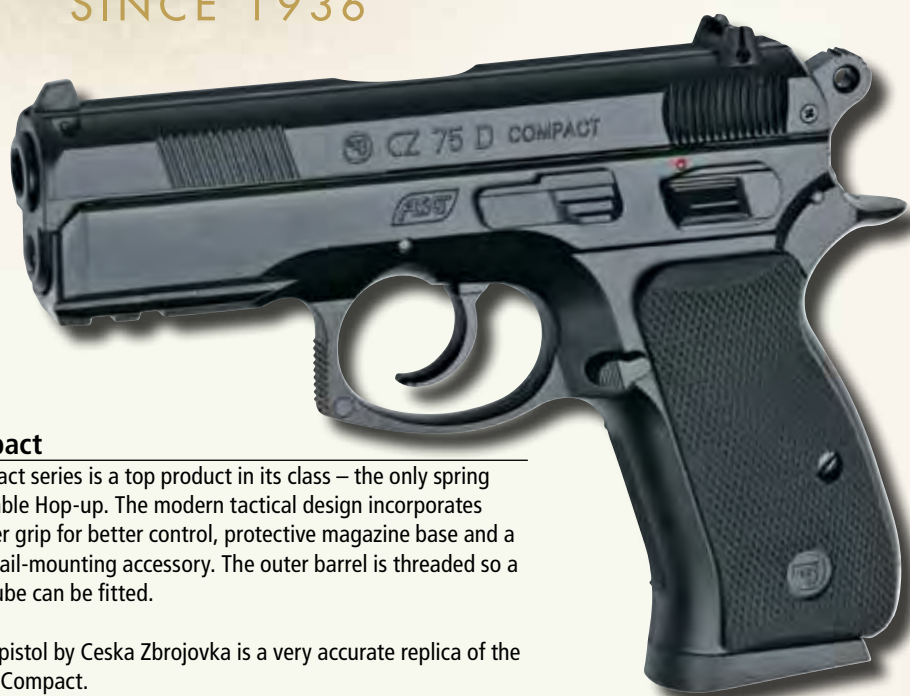 SINCE 1936
CZ 75 D COMPACT
ASG
pact
act series is a top product in its class – the only spring
able Hop-up. The modern tactical design incorporates
er grip for better control, protective magazine base and a
ail-mounting accessory. The outer barrel is threaded so a
ube can be fitted.
pistol by Ceska Zbrojovka is a very accurate replica of the
Compact.